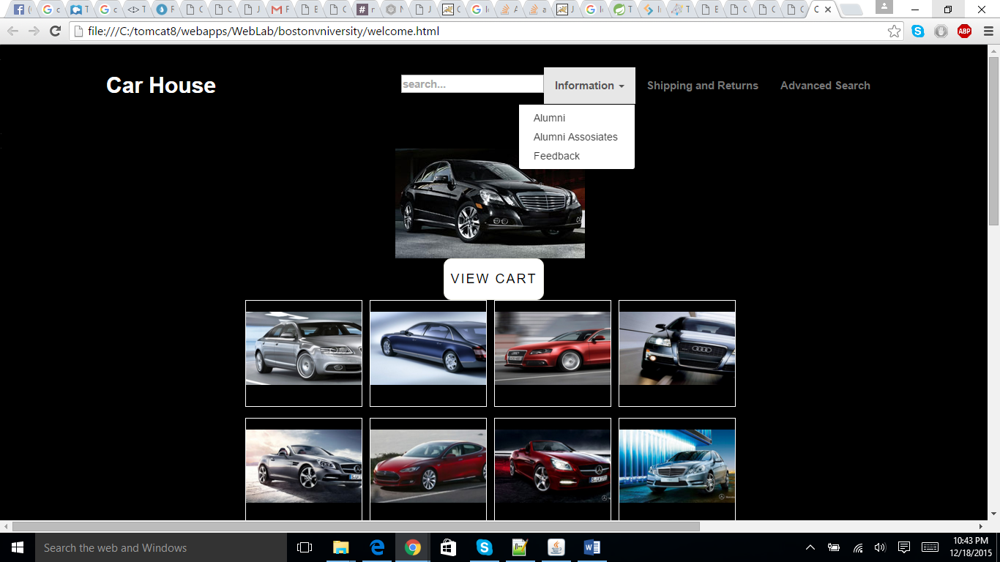 file:///C:/tomcat8/webapps/WebLab/bostonvniversity/welcome.html
ABP
Car House
search...
Information
Shipping and Returns
Advanced Search
Alumni
Alumni Assosiates
Feedback
VIEW CART
Search the web and Windows
10:43 PM
12/18/2015